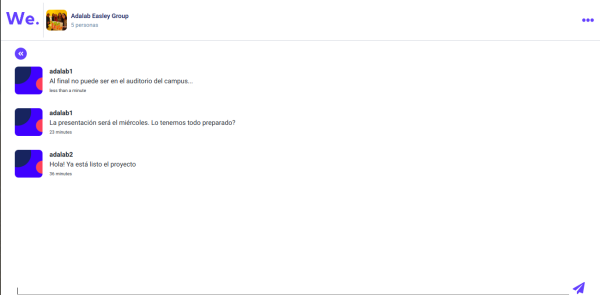 We.
Adalab Easley Group
5 personas
adalab1
Al final no puede ser en el auditorio del campus...
less than a minute
adalab1
La presentación será el miércoles. Lo tenemos todo preparado?
23 minutes
adalab2
Hola! Ya está listo el proyecto
36 minutes